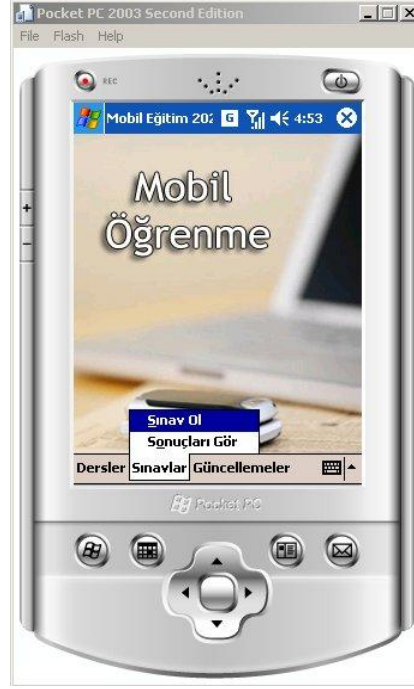 Pocket PC 2003 Second Edition
File Flash Help
REC
Mobil Eğitim 202 G 4:53
Mobil
Öğrenme
Sınav Ol
Sonuçları Gör
Dersler Sınavlar Güncellemeler
Pocket PC
+
-